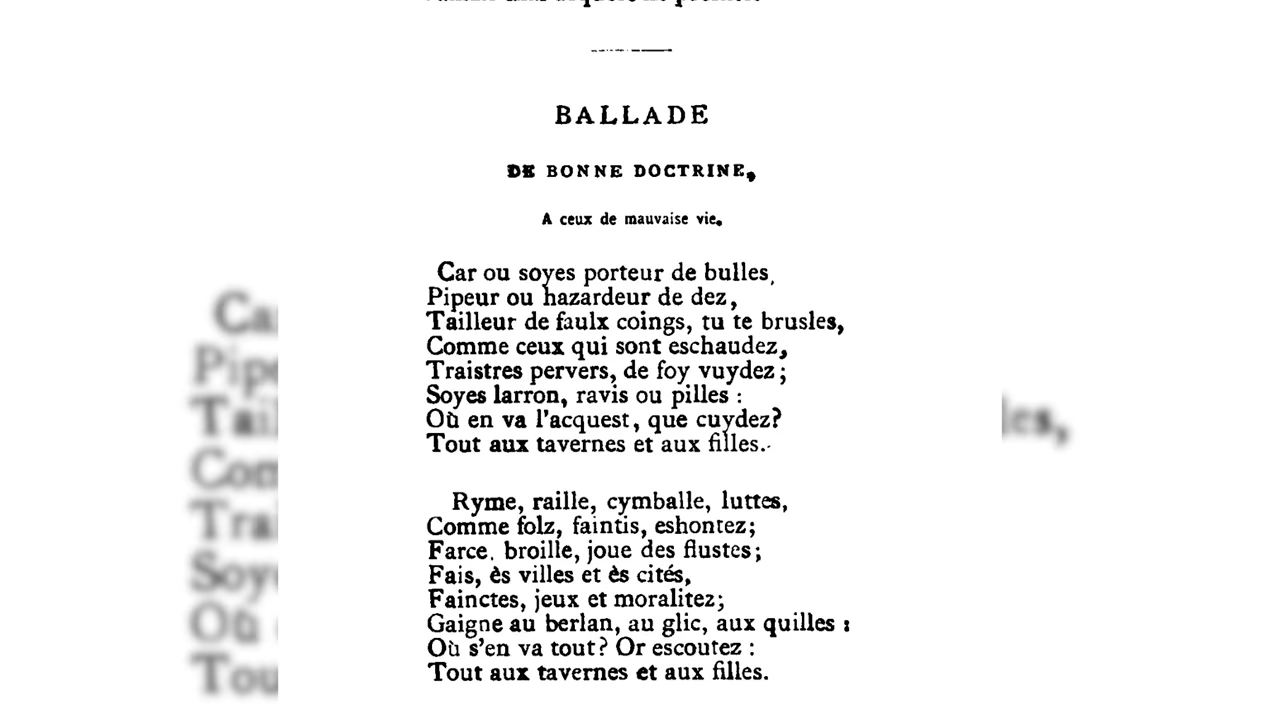 BALLADE
DE BONNE DOCTRINE,
A ceux de mauvaise vie.
Car ou soyes porteur de bulles,
Pipeur ou hazardeur de dez,
Tailleur de faulx coings, tu te brusles,
Comme ceux qui sont eschaudez,
Traistres pervers, de foy vuydez;
Soyes larron, ravis ou pilles :
Où en va l'acquest, que cuydez?
Tout aux tavernes et aux filles.
Ryme, raille, cymballe, luttes,
Comme folz, faintis, eshontez;
Farce, broille, joue des flustes;
Fais, ès villes et ès cités,
Fainctes, jeux et moralitez;
Gaigne au berlan, au glic, aux quilles :
Où s'en va tout? Or escoutez :
Tout aux tavernes et aux filles.